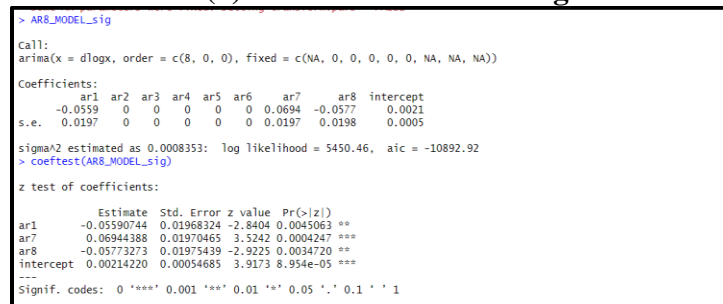 > AR8_MODEL_sig
Call:
arima(x = dlogx, order = c(8, 0, 0), fixed = c(NA, 0, 0, 0, 0, 0, NA, NA, NA))
Coefficients:
ar1 ar2 ar3 ar4 ar5 ar6 ar7 ar8 intercept
-0.0559 0 0 0 0 0 0.0694 -0.0577 0.0021
s.e. 0.0197 0 0 0 0 0 0.0197 0.0198 0.0005
sigma^2 estimated as 0.0008353: log likelihood = 5450.46, aic = -10892.92
> coeftest(AR8_MODEL_sig)
z test of coefficients:
Estimate Std. Error z value Pr(>|z|)
ar1 -0.05590744 0.01968324 -2.8404 0.0045063 **
ar7 0.06944388 0.01970465 3.5242 0.0004247 ***
ar8 -0.05773273 0.01975439 -2.9225 0.0034720 **
intercept 0.00214220 0.00054685 3.9173 8.954e-05 ***
---
Signif. codes: 0 ‘***’ 0.001 ‘**’ 0.01 ‘*’ 0.05 ‘.’ 0.1 ‘ ’ 1